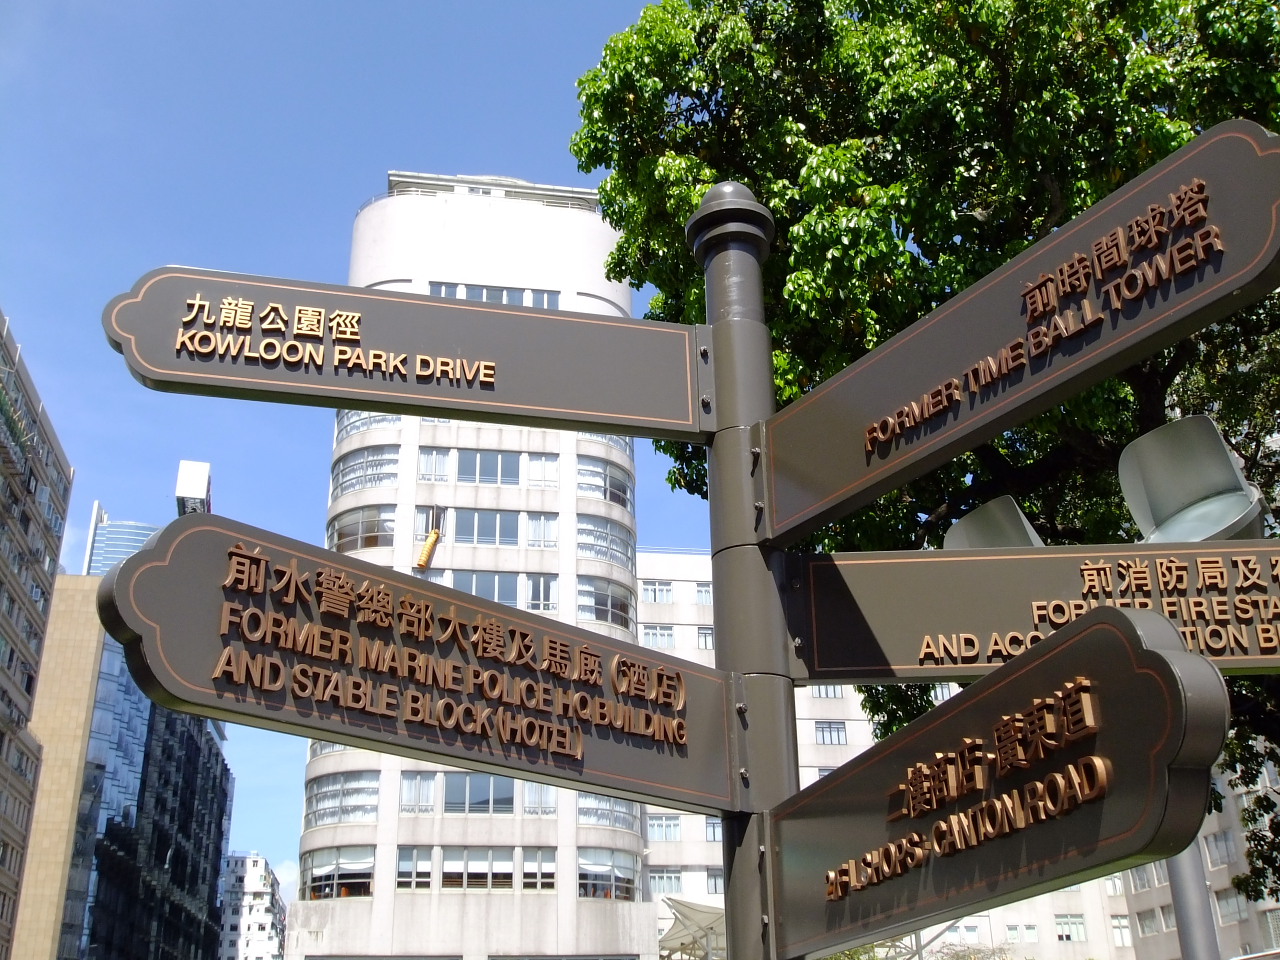 九龍公園徑
KOWLOON PARK DRIVE
前時間球塔
FORMER TIME BALL TOWER
前水警總部大樓及馬廄(酒店)
FORMER MARINE POLICE HQ BUILDING
AND STABLE BLOCK (HOTEL)
前消防局及
FORMER FIRE
AND
二樓商店·廣東道
2/F SHOPS · CANTON ROAD